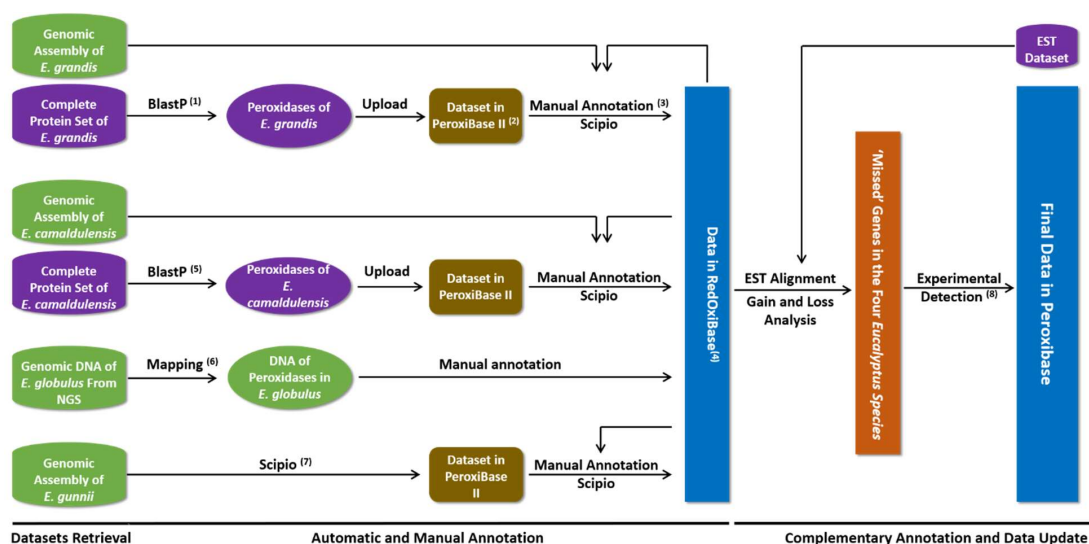 Genomic
Assembly of
E. grandis
EST
Dataset
Complete
Protein Set of
E. grandis
BlastP (1)
Peroxidases of
E. grandis
Upload
Dataset in
PeroxiBase II (2)
Manual Annotation (3)
Scipio
Genomic
Assembly of
E. camaldulensis
Complete
Protein Set of
E. camaldulensis
BlastP (5)
Peroxidases of
E.
camaldulensis
Upload
Dataset in
PeroxiBase II
Manual Annotation
Scipio
Genomic DNA of
E. globulus From
NGS
Mapping (6)
DNA of
Peroxidases in
E. globulus
Manual annotation
Genomic
Assembly of
E. gunnii
Scipio (7)
Dataset in
PeroxiBase
II
Manual Annotation
Scipio
Data in RedOxiBase(4)
EST Alignment
Gain and Loss
Analysis
'Missed' Genes in the Four Eucalyptus Species
Experimental
Detection (8)
Final Data in Peroxibase
Datasets Retrieval
Automatic and Manual Annotation
Complementary Annotation and Data Update